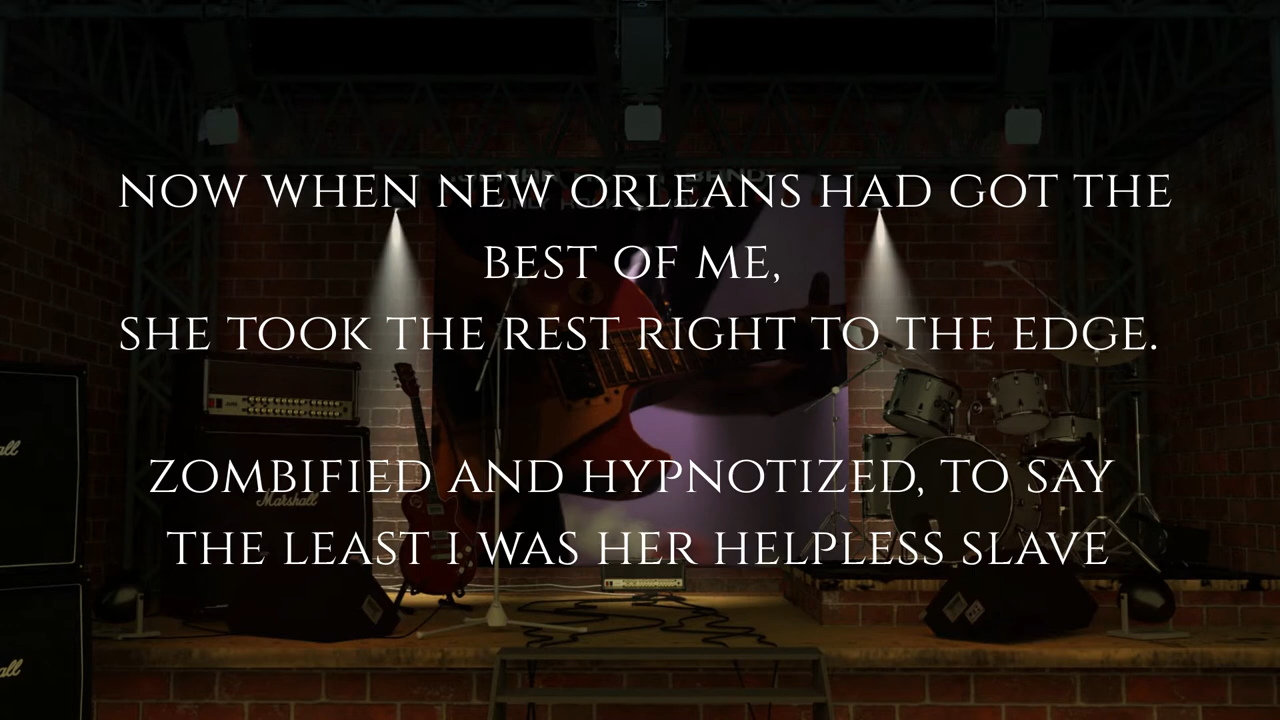 NOW WHEN NEW ORLEANS HAD GOT THE
BEST OF ME,
SHE TOOK THE REST RIGHT TO THE EDGE.
ZOMBIFIED AND HYPNOTIZED, TO SAY
THE LEAST I WAS HER HELPLESS SLAVE
Marshall